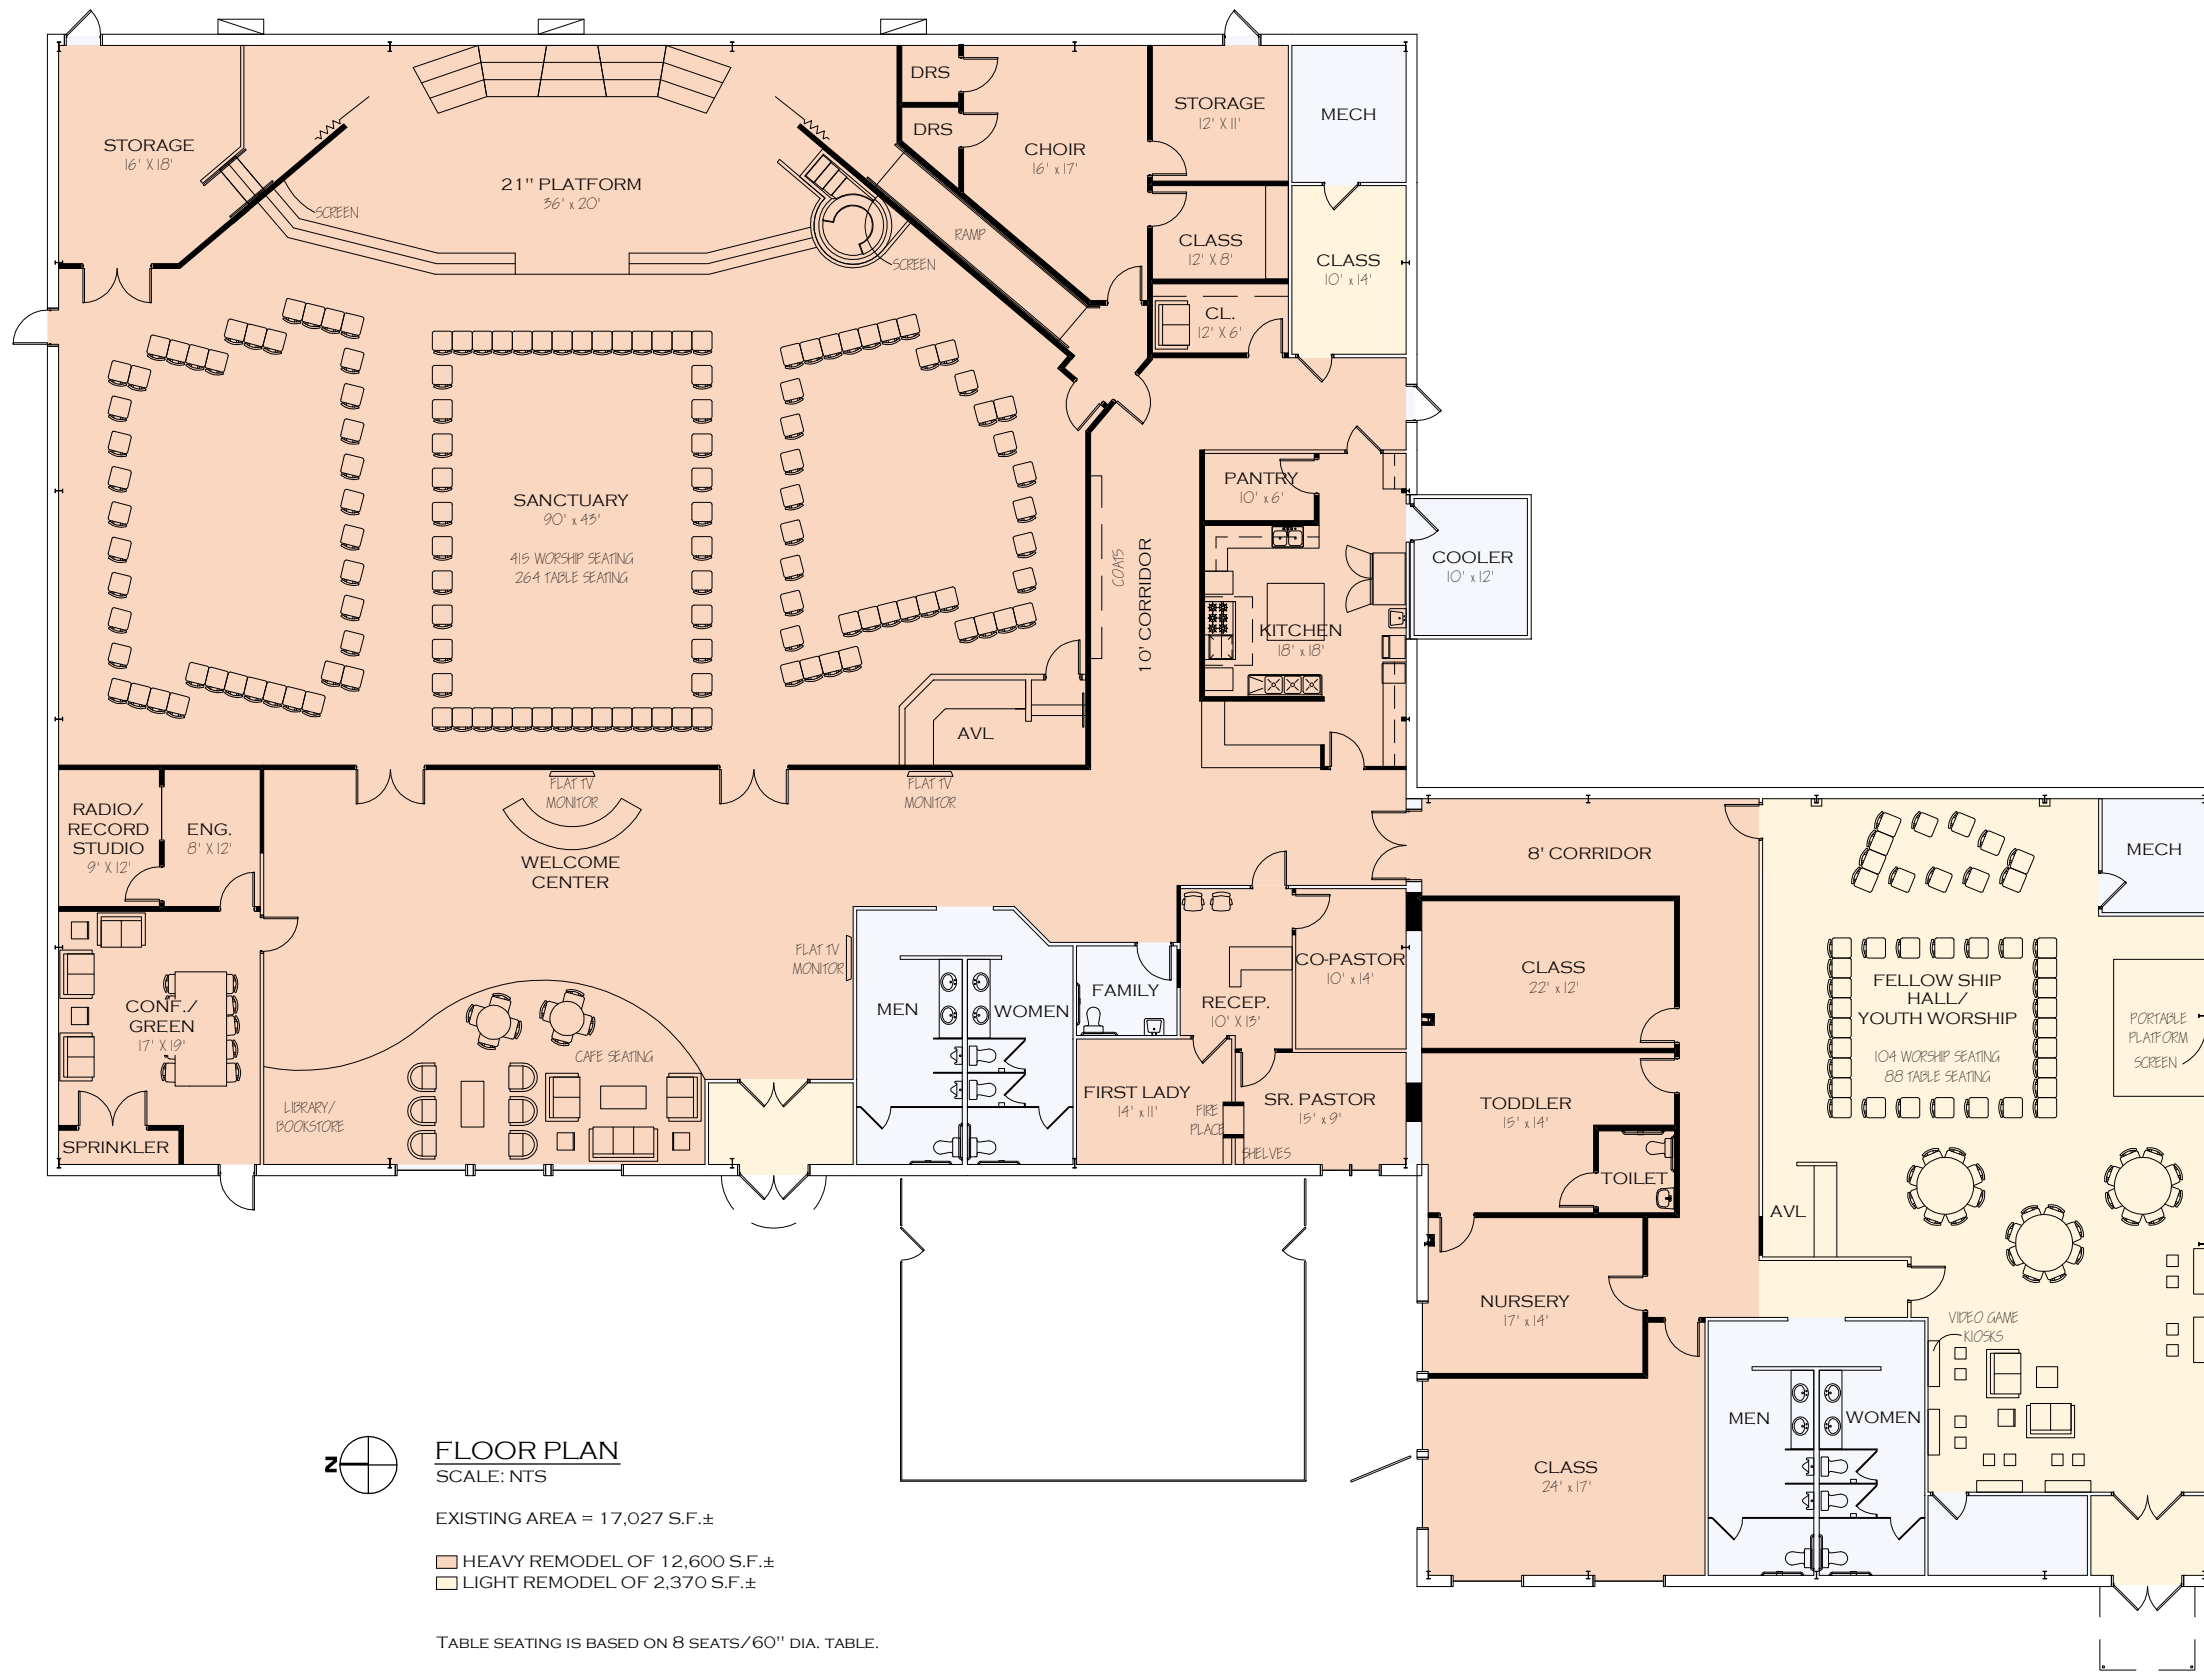 DRS
STORAGE
12' X 11'
MECH
DRS
STORAGE
16' X 18'
CHOIR
16' x 17'
21" PLATFORM
36' x 20'
SCREEN
RAMP
SCREEN
CLASS
12' X 8'
CLASS
10' x 14'
CL.
12' X 6'
PANTRY
10' x 6'
SANCTUARY
90' x 43'
415 WORSHIP SEATING
264 TABLE SEATING
COATS
10' CORRIDOR
COOLER
10' x 12'
KITCHEN
18' x 18'
AVL
FLAT TV
MONITOR
FLAT TV
MONITOR
RADIO/
RECORD
STUDIO
9' X 12'
ENG.
8' X 12'
WELCOME
CENTER
8' CORRIDOR
MECH
FLAT TV
MONITOR
CO-PASTOR
10' x 14'
CLASS
22' x 12'
FELLOW SHIP
HALL/
YOUTH WORSHIP
104 WORSHIP SEATING
88 TABLE SEATING
PORTABLE
PLATFORM
SCREEN
CONF./
GREEN
17' X 19'
MEN
WOMEN
FAMILY
RECEP.
10' X 13'
CAFE SEATING
LIBRARY/
BOOKSTORE
FIRST LADY
14' x 11'
FIRE
PLACE
SR. PASTOR
15' x 9'
SHELVES
TODDLER
15' x 14'
SPRINKLER
TOILET
AVL
NURSERY
17' x 14'
VIDEO GAME
KIOSKS
MEN
WOMEN
CLASS
24' x 17'
N
FLOOR PLAN
SCALE: NTS
EXISTING AREA = 17,027 S.F.±
HEAVY REMODEL OF 12,600 S.F.±
LIGHT REMODEL OF 2,370 S.F.±
TABLE SEATING IS BASED ON 8 SEATS/60" DIA. TABLE.